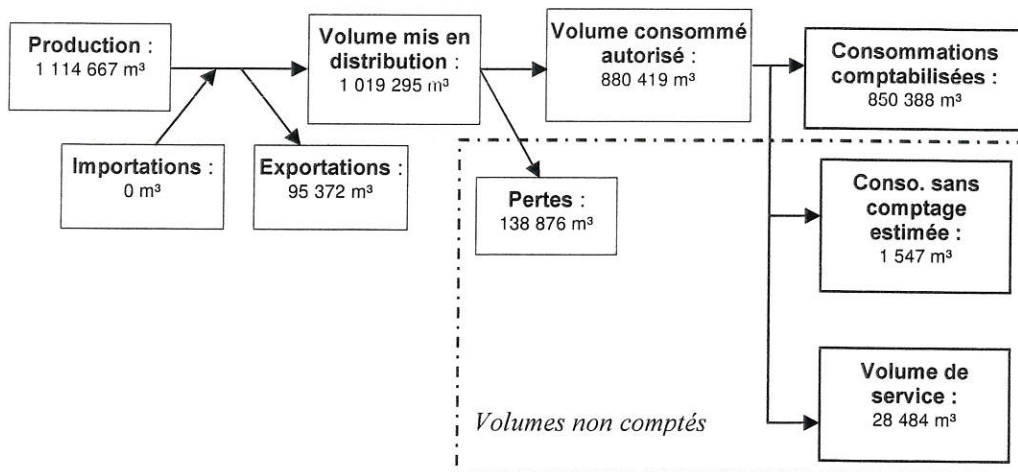 Production :
1 114 667 m³
Volume mis en
distribution :
1 019 295 m³
Volume consommé
autorisé :
880 419 m³
Consommations
comptabilisées :
850 388 m³
Importations :
0 m³
Exportations :
95 372 m³
Pertes :
138 876 m³
Conso. sans
comptage
estimée :
1 547 m³
Volume de
service :
28 484 m³
Volumes non comptés